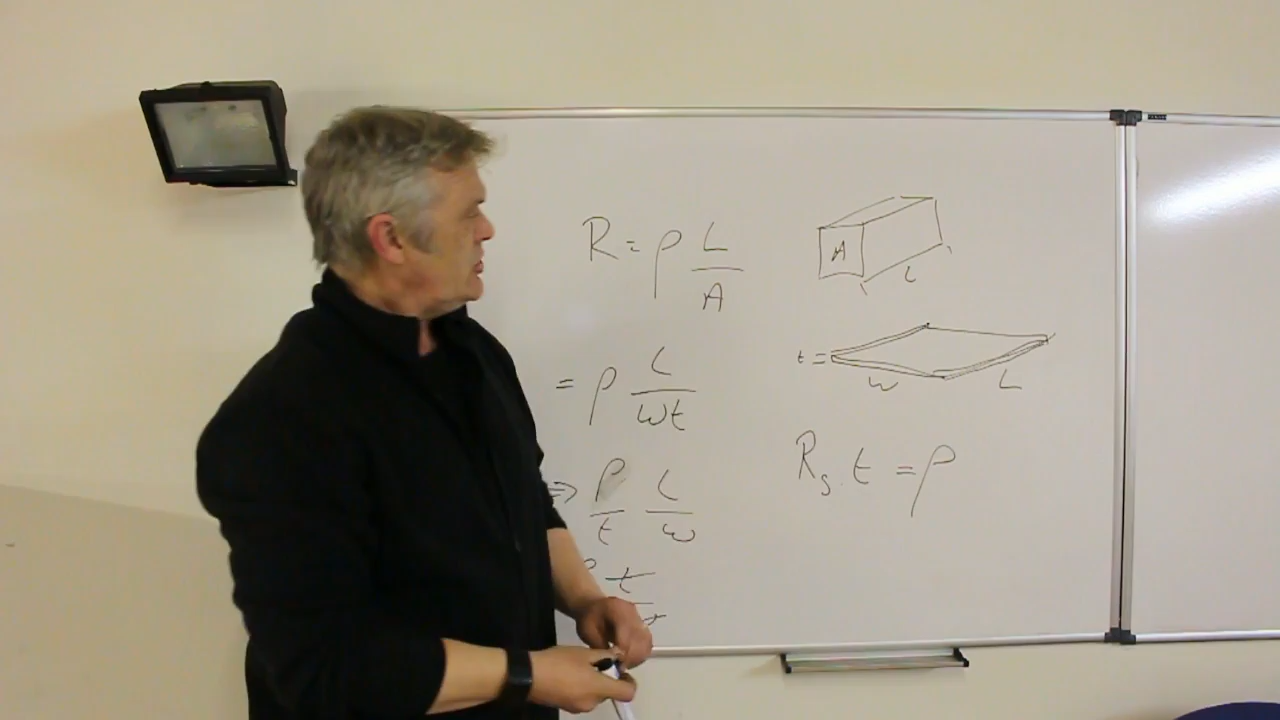 R = ρ L/A
= ρ L/wt
⇒ ρ/t L/w
A
L
t =
w
L
Rs . t = ρ